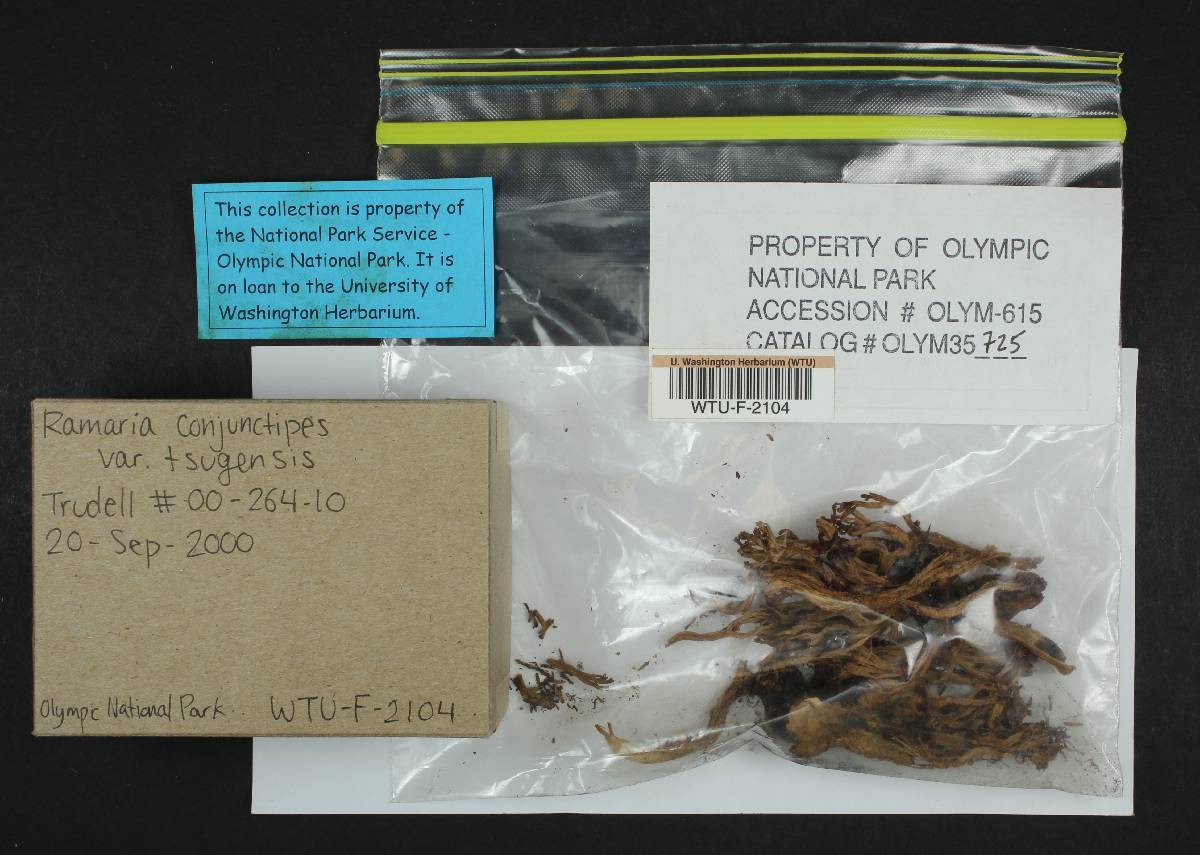 This collection is property of
the National Park Service -
Olympic National Park. It is
on loan to the University of
Washington Herbarium.
PROPERTY OF OLYMPIC
NATIONAL PARK
ACCESSION # OLYM-615
CATALOG # OLYM35725
U. Washington Herbarium (WTU)
WTU-F-2104
Ramaria conjunctipes
var. tsugensis
Trudell # 00-264-10
20-Sep-2000
Olympic National Park WTU-F-2104